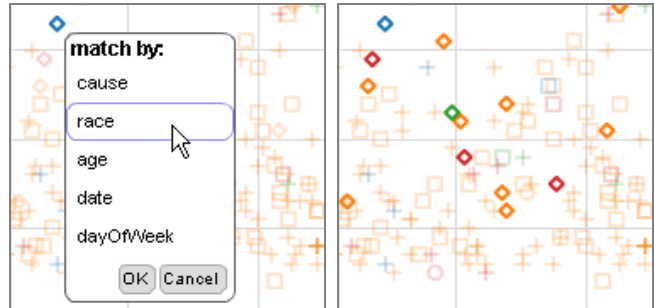 match by:
cause
race
age
date
dayOfWeek
OK Cancel